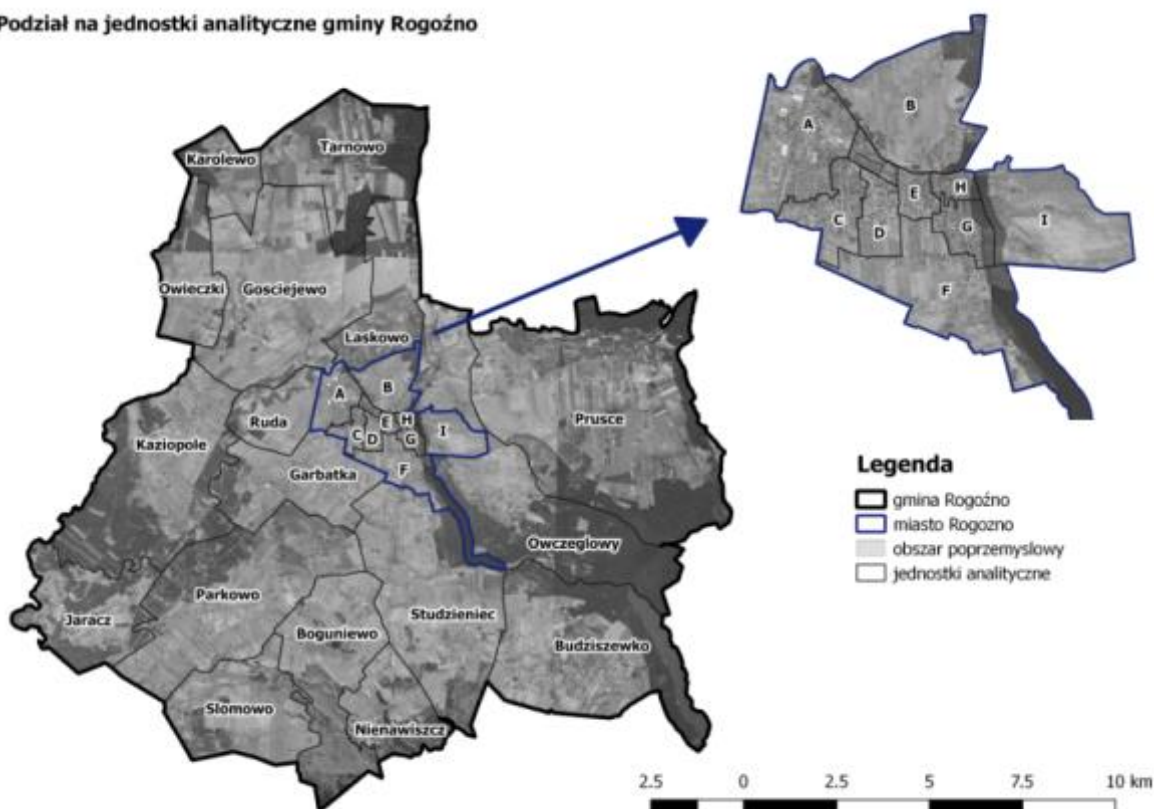 Podział na jednostki analityczne gminy Rogoźno
Karolewo
Tarnowo
Owieczki
Gosciejewo
Laskowo
A
B
Kaziopole
Ruda
E
H
C
D
G
I
Prusce
Garbatka
F
Owczeglowy
Jaracz
Parkowo
Boguniewo
Studzieniec
Budziszewko
Slomowo
Nienawiszcz
B
A
H
E
I
C
D
G
F
Legenda
gmina Rogoźno
miasto Rogozno
obszar poprzemyslowy
jednostki analityczne
2.5 0 2.5 5 7.5 10 km